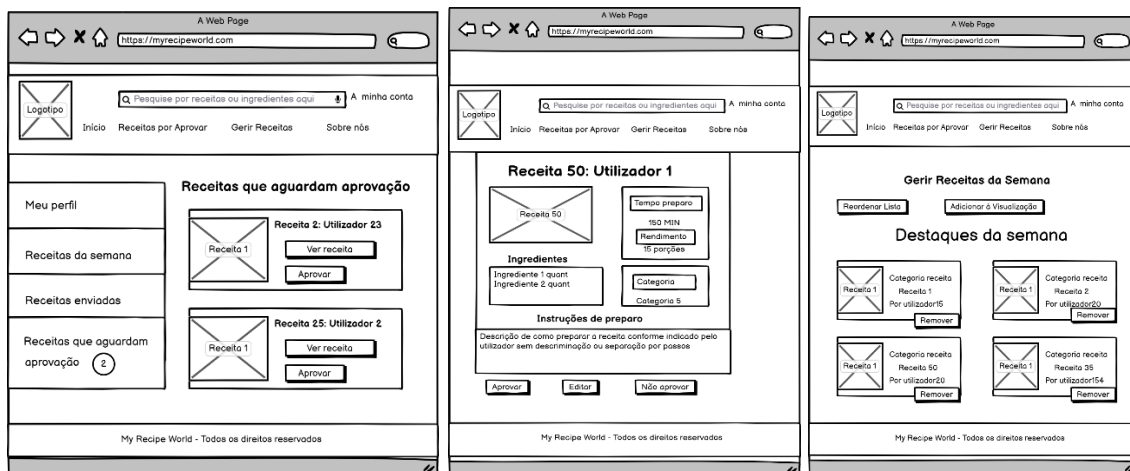 A Web Page
https://myrecipeworld.com
Logotipo
Pesquise por receitas ou ingredientes aqui
A minha conta
Início Receitas por Aprovar Gerir Receitas Sobre nós
Meu perfil
Receitas da semana
Receitas enviadas
Receitas que aguardam
aprovação 2
Receitas que aguardam aprovação
Receita 1
Receita 2: Utilizador 23
Ver receita
Aprovar
Receita 1
Receita 25: Utilizador 2
Ver receita
Aprovar
My Recipe World - Todos os direitos reservados
A Web Page
https://myrecipeworld.com
Logotipo
Pesquise por receitas ou ingredientes aqui
A minha conta
Início Receitas por Aprovar Gerir Receitas Sobre nós
Receita 50: Utilizador 1
Receita 50
Tempo preparo
150 MIN
Rendimento
15 porções
Ingredientes
Ingrediente 1 quant
Ingrediente 2 quant
Categoria
Categoria 5
Instruções de preparo
Descrição de como preparar a receita conforme indicado pelo
utilizador sem descriminação ou separação por passos
Aprovar Editar Não aprovar
My Recipe World - Todos os direitos reservados
A Web Page
https://myrecipeworld.com
Logotipo
Pesquise por receitas ou ingredientes aqui
A minha conta
Início Receitas por Aprovar Gerir Receitas Sobre nós
Gerir Receitas da Semana
Reordenar Lista Adicionar á Visualização
Destaques da semana
Receita 1
Categoria receita
Receita 1
Por utilizador15
Remover
Receita 1
Categoria receita
Receita 2
Por utilizador20
Remover
Receita 1
Categoria receita
Receita 50
Por utilizador20
Remover
Receita 1
Categoria receita
Receita 35
Por utilizador154
Remover
My Recipe World - Todos os direitos reservados